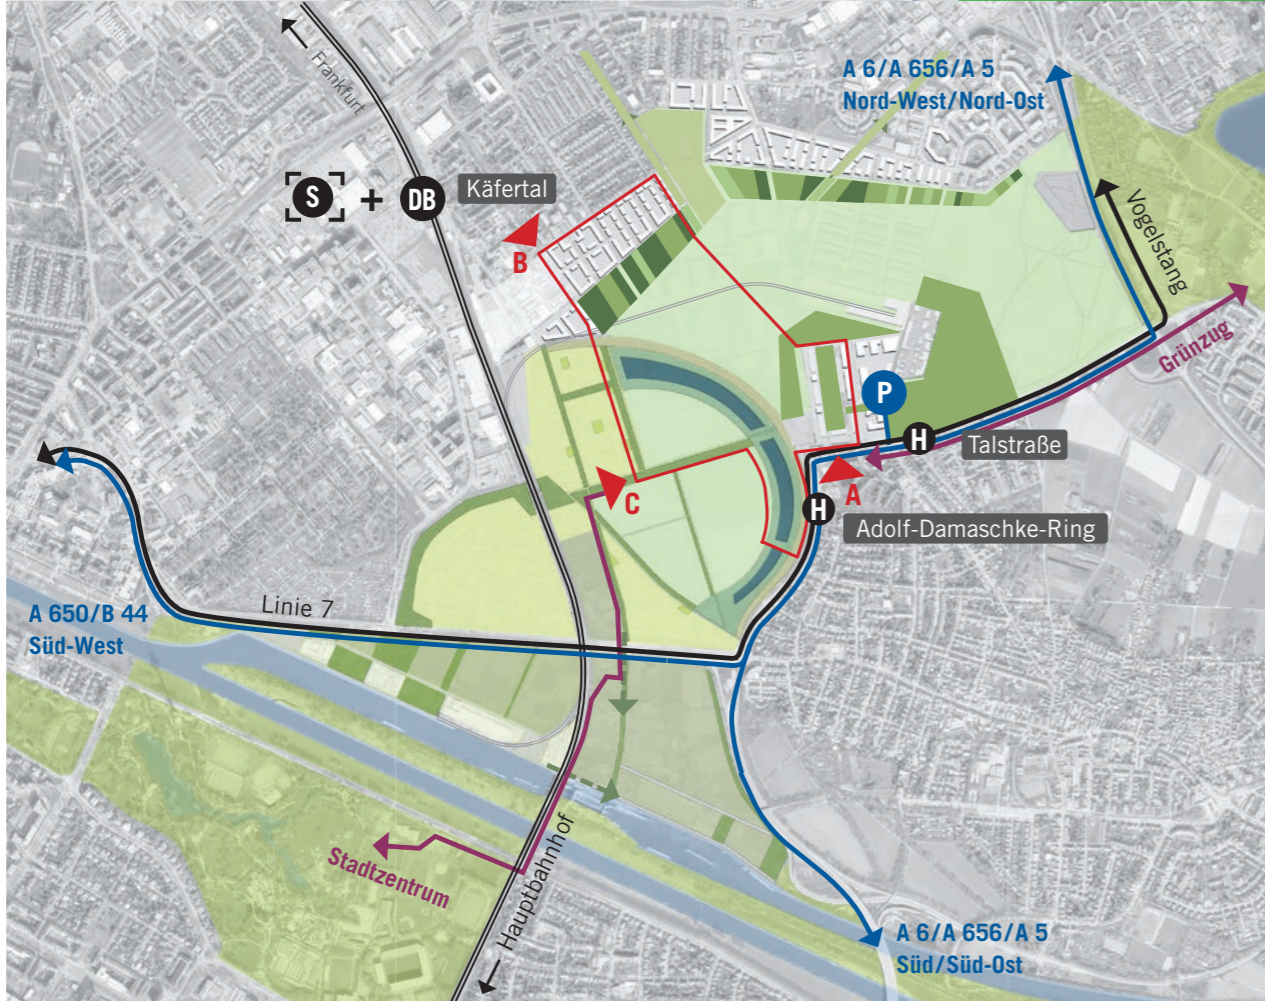 Frankfurt
A 6/A 656/A 5
Nord-West/Nord-Ost
S + DB
Käfertal
B
Vogelstang
Grünzug
P
H
Talstraße
A
C
H
Adolf-Damaschke-Ring
Linie 7
A 650/B 44
Süd-West
Stadtzentrum
Hauptbahnhof
A 6/A 656/A 5
Süd/Süd-Ost